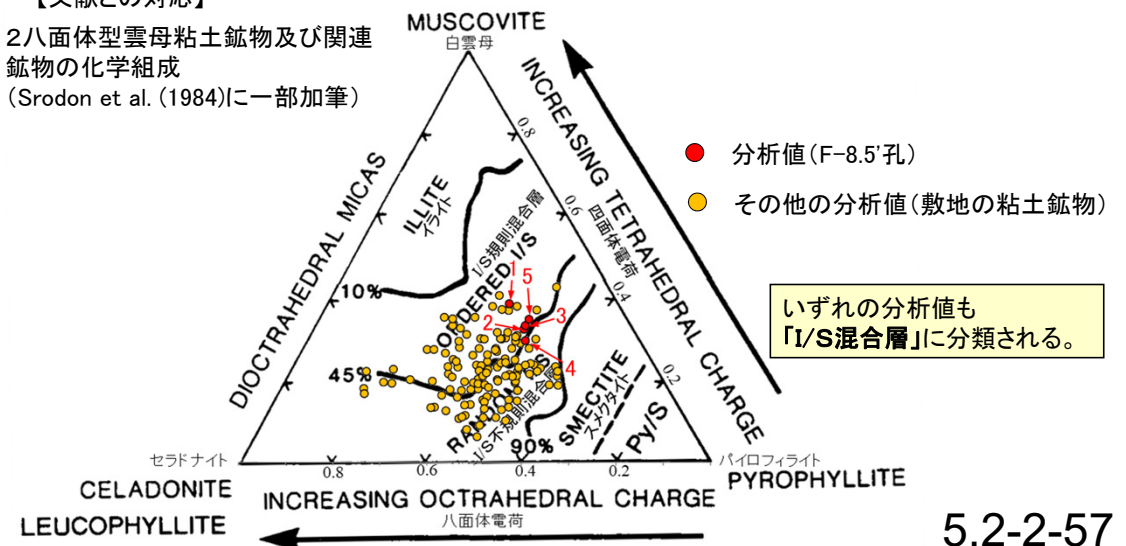 【文献との対応】
2八面体型雲母粘土鉱物及び関連
鉱物の化学組成
(Srodon et al. (1984)に一部加筆)
MUSCOVITE
白雲母
INCREASING TETRAHEDRAL CHARGE
四面体電荷
DIOCTRAHEDRAL MICAS
0.8
0.6
0.4
0.2
ILLITE
イライト
I/S規則混合層
ORDERED I/S
10%
45%
90%
1
5
2
3
4
I/S不規則混合層
SMECTITE
スメクタイト
Py/S
分析値(F-8.5'孔)
その他の分析値(敷地の粘土鉱物)
いずれの分析値も
「I/S混合層」に分類される。
セラドナイト
CELADONITE
LEUCOPHYLLITE
0.8
0.6
0.4
0.2
パイロフィライト
PYROPHYLLITE
INCREASING OCTRAHEDRAL CHARGE
八面体電荷
5.2-2-57